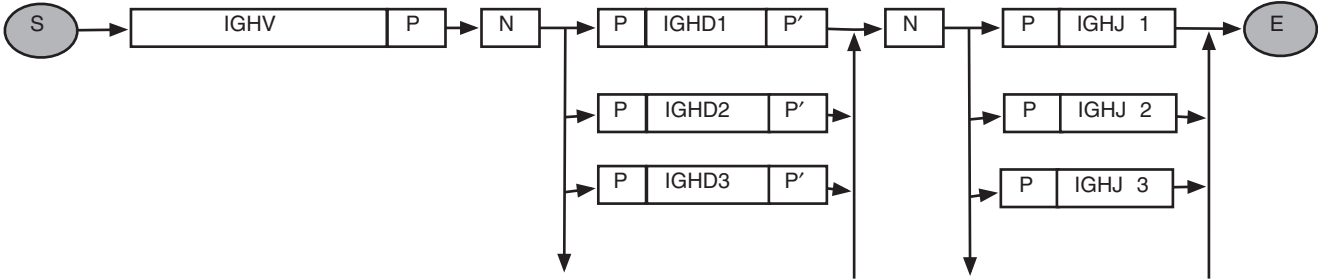 S IGHV P N P IGHD1 P′ N P IGHJ 1 E
P IGHD2 P′ P IGHJ 2
P IGHD3 P′ P IGHJ 3